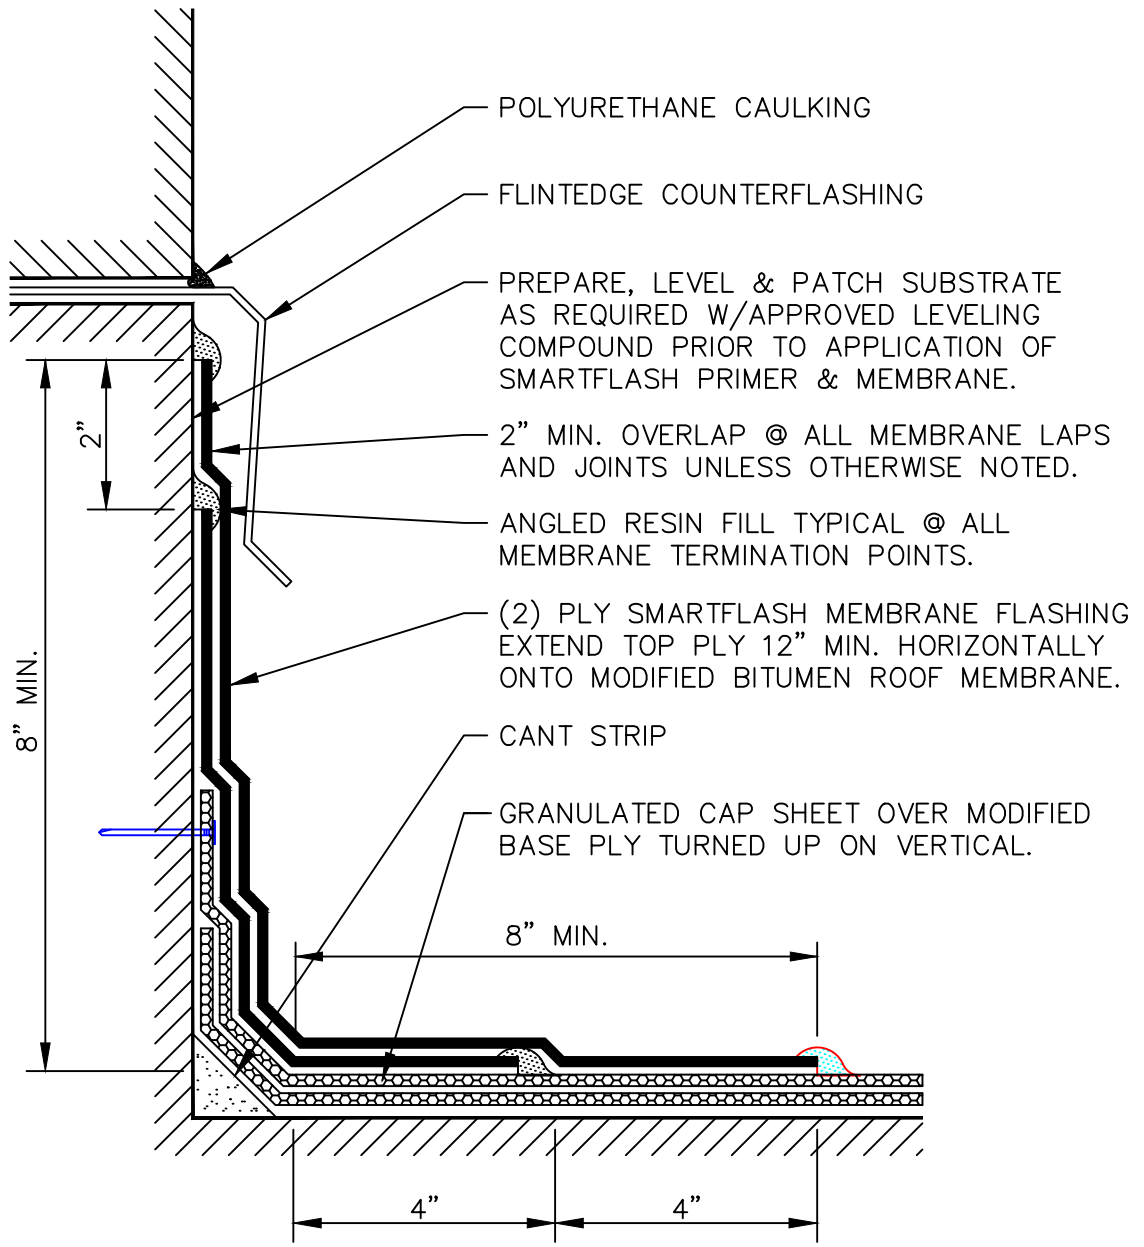 POLYURETHANE CAULKING
FLINTEDGE COUNTERFLASHING
PREPARE, LEVEL & PATCH SUBSTRATE
AS REQUIRED W/APPROVED LEVELING
COMPOUND PRIOR TO APPLICATION OF
SMARTFLASH PRIMER & MEMBRANE.
2"
2" MIN. OVERLAP @ ALL MEMBRANE LAPS
AND JOINTS UNLESS OTHERWISE NOTED.
ANGLED RESIN FILL TYPICAL @ ALL
MEMBRANE TERMINATION POINTS.
(2) PLY SMARTFLASH MEMBRANE FLASHING
EXTEND TOP PLY 12" MIN. HORIZONTALLY
ONTO MODIFIED BITUMEN ROOF MEMBRANE.
8" MIN.
CANT STRIP
GRANULATED CAP SHEET OVER MODIFIED
BASE PLY TURNED UP ON VERTICAL.
8" MIN.
4"
4"